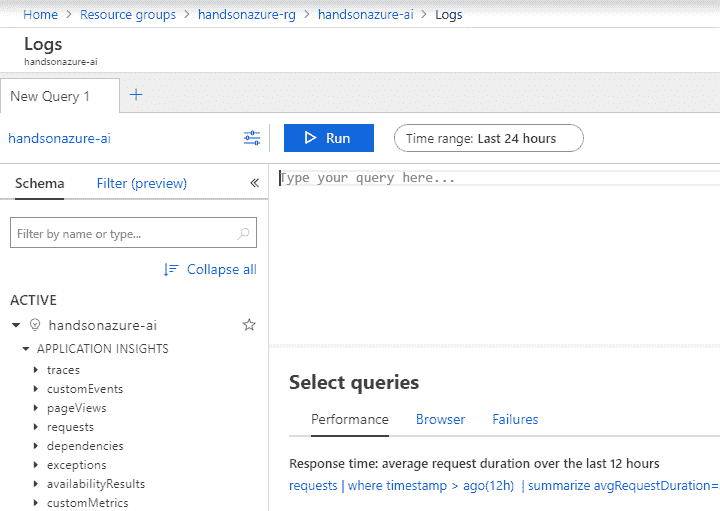 Home > Resource groups > handsonazure-rg > handsonazure-ai > Logs
Logs
handsonazure-ai
New Query 1 +
handsonazure-ai
Run
Time range: Last 24 hours
Schema
Filter (preview)
«
Type your query here...
Filter by name or type...
Collapse all
ACTIVE
handsonazure-ai
APPLICATION INSIGHTS
traces
customEvents
pageViews
requests
dependencies
exceptions
availabilityResults
customMetrics
Select queries
Performance Browser Failures
Response time: average request duration over the last 12 hours
requests | where timestamp > ago(12h) | summarize avgRequestDuration=